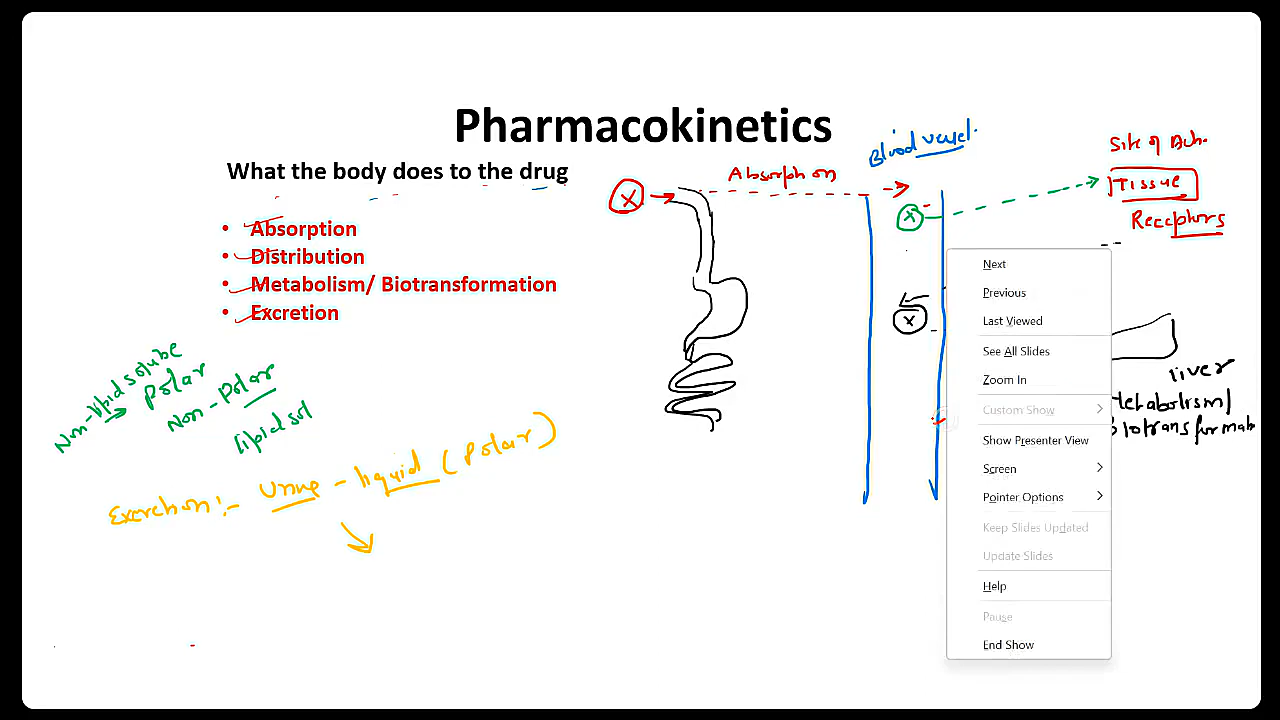 Pharmacokinetics
What the body does to the drug
• Absorption
• Distribution
• Metabolism/ Biotransformation
• Excretion
Non-lipid soluble
polar
Non-polar
lipid sol
Excretion:- Urine - liquid (polar)
X
Absorption
Blood vessel.
X
X
Site of Actn.
Tissue
Receptors
liver
Metabolism/
Next
Previous
Last Viewed
See All Slides
Zoom In
Custom Show
Show Presenter View
Screen
Pointer Options
Keep Slides Updated
Update Slides
Help
Pause
End Show